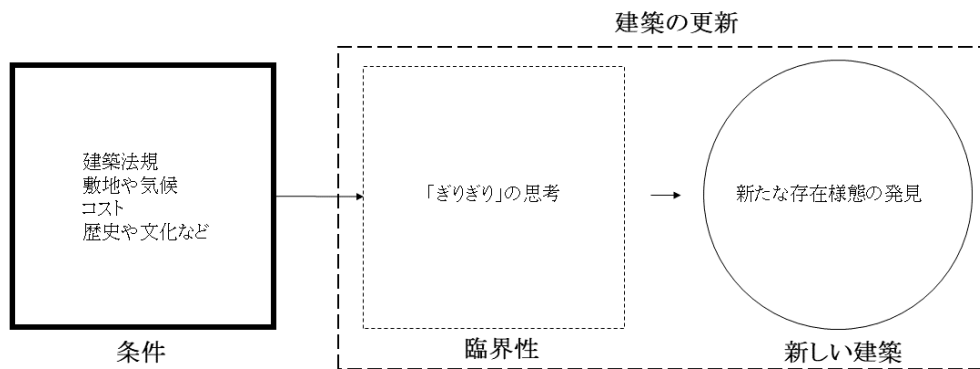 建築の更新
建築法規
敷地や気候
コスト
歴史や文化など
「ぎりぎり」の思考
新たな存在様態の発見
条件
臨界性
新しい建築